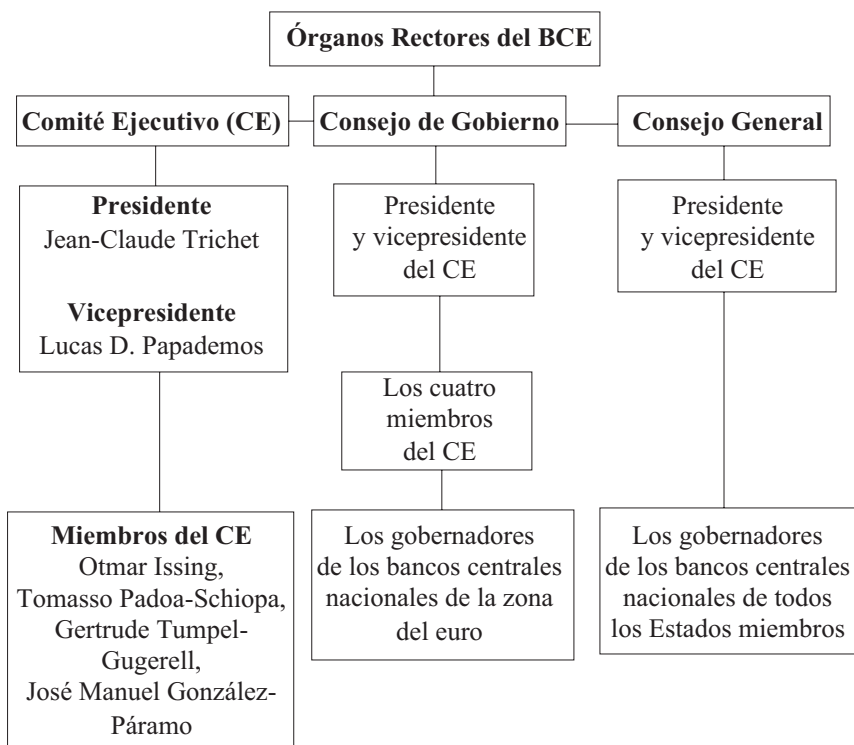 Órganos Rectores del BCE
Comité Ejecutivo (CE)
Consejo de Gobierno
Consejo General
Presidente
Jean-Claude Trichet
Vicepresidente
Lucas D. Papademos
Miembros del CE
Otmar Issing,
Tomasso Padoa-Schiopa,
Gertrude Tumpel-
Gugerell,
José Manuel González-
Páramo
Presidente
y vicepresidente
del CE
Los cuatro
miembros
del CE
Los gobernadores
de los bancos centrales
nacionales de la zona
del euro
Presidente
y vicepresidente
del CE
Los gobernadores
de los bancos centrales
nacionales de todos
los Estados miembros